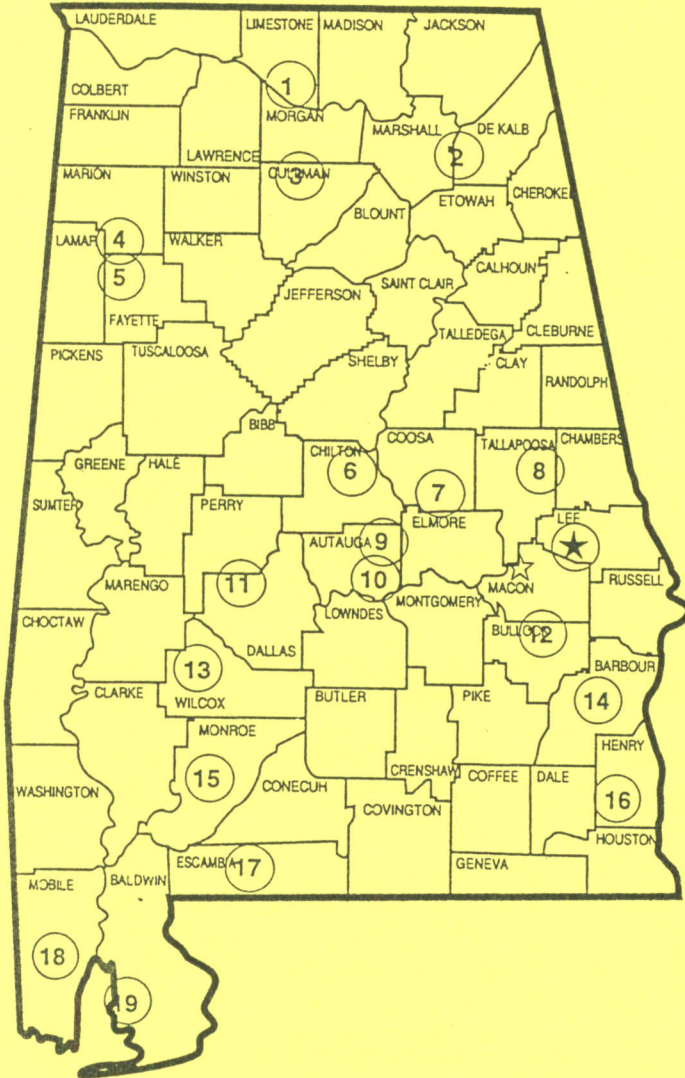 LAUDERDALE
LIMESTONE
MADISON
JACKSON
COLBERT
1
FRANKLIN
MORGAN
MARSHALL
DE KALB
LAWRENCE
2
MARION
WINSTON
CULLMAN
3
CHEROKEE
ETOWAH
BLOUNT
LAMAR
4
WALKER
5
CALHOUN
SAINT CLAIR
JEFFERSON
FAYETTE
TALLEDEGA
CLEBURNE
PICKENS
TUSCALOOSA
SHELBY
CLAY
RANDOLPH
BIBB
COOSA
TALLAPOOSA
CHAMBERS
CHILTON
GREENE
HALE
6
7
8
SUMTER
PERRY
ELMORE
LEE
AUTAUGA
9
MARENGO
11
10
MACON
RUSSELL
CHOCTAW
LOWNDES
MONTGOMERY
BULLOCK
12
DALLAS
13
BARBOUR
CLARKE
WILCOX
BUTLER
PIKE
14
MONROE
HENRY
15
CRENSHAW
COFFEE
DALE
WASHINGTON
CONECUH
COVINGTON
16
HOUSTON
ESCAMBIA
17
GENEVA
MOBILE
BALDWIN
18
19